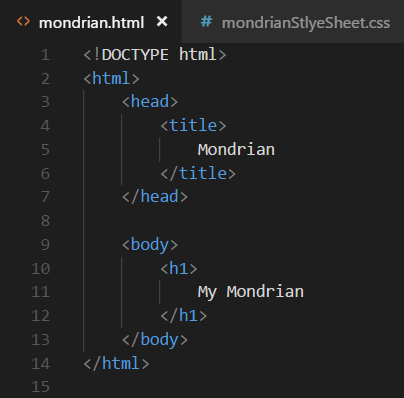 mondrian.html × # mondrianStlyeSheet.css
1 <!DOCTYPE html>
2 <html>
3 <head>
4 <title>
5 Mondrian
6 </title>
7 </head>
8
9 <body>
10 <h1>
11 My Mondrian
12 </h1>
13 </body>
14 </html>
15